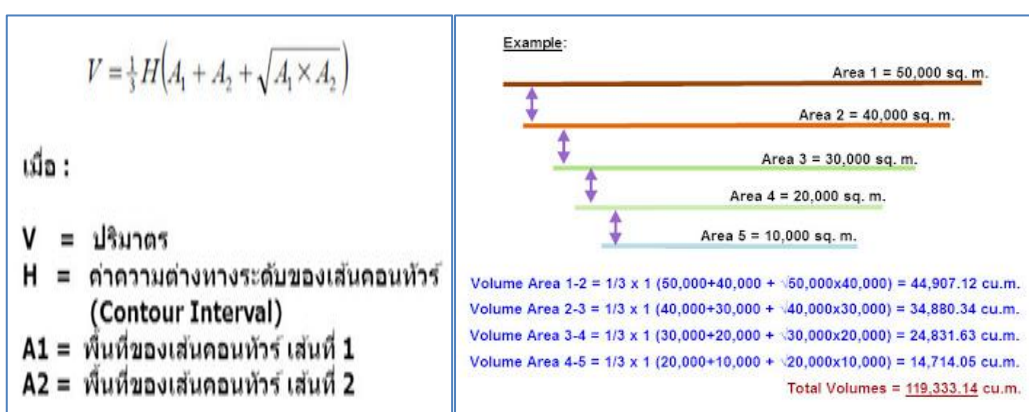 V = 1/3 H(A1 + A2 + √A1 × A2)
เมื่อ :
V = ปริมาตร
H = ค่าความต่างทางระดับของเส้นคอนทัวร์
(Contour Interval)
A1 = พื้นที่ของเส้นคอนทัวร์ เส้นที่ 1
A2 = พื้นที่ของเส้นคอนทัวร์ เส้นที่ 2
Example:
Area 1 = 50,000 sq. m.
Area 2 = 40,000 sq. m.
Area 3 = 30,000 sq. m.
Area 4 = 20,000 sq. m.
Area 5 = 10,000 sq. m.
Volume Area 1-2 = 1/3 x 1 (50,000+40,000 + √50,000x40,000) = 44,907.12 cu.m.
Volume Area 2-3 = 1/3 x 1 (40,000+30,000 + √40,000x30,000) = 34,880.34 cu.m.
Volume Area 3-4 = 1/3 x 1 (30,000+20,000 + √30,000x20,000) = 24,831.63 cu.m.
Volume Area 4-5 = 1/3 x 1 (20,000+10,000 + √20,000x10,000) = 14,714.05 cu.m.
Total Volumes = 119,333.14 cu.m.